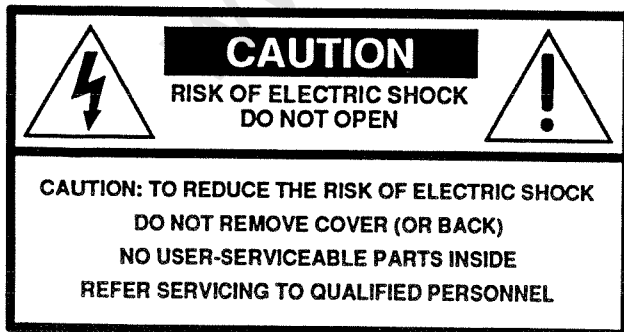 CAUTION
RISK OF ELECTRIC SHOCK
DO NOT OPEN
CAUTION: TO REDUCE THE RISK OF ELECTRIC SHOCK
DO NOT REMOVE COVER (OR BACK)
NO USER-SERVICEABLE PARTS INSIDE
REFER SERVICING TO QUALIFIED PERSONNEL